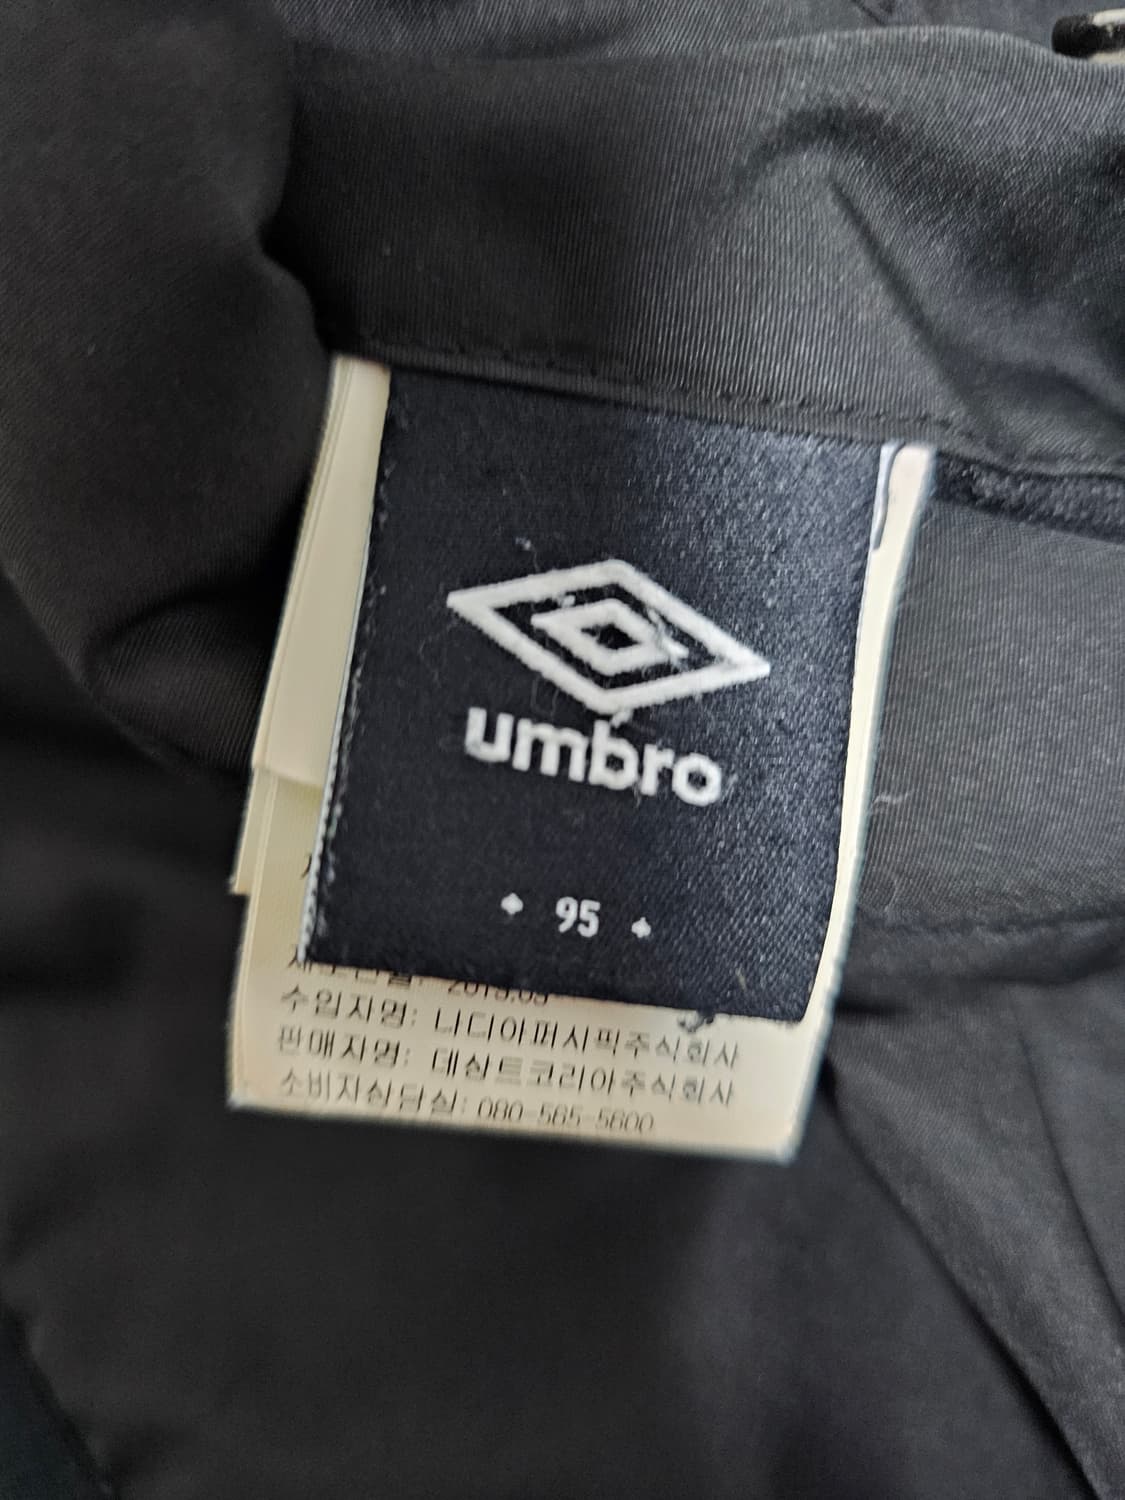 umbro
95
수입자명: 나디아퍼시픽주식회사
판매자명: 데상트코리아주식회사
소비자상담실: 080-565-5600